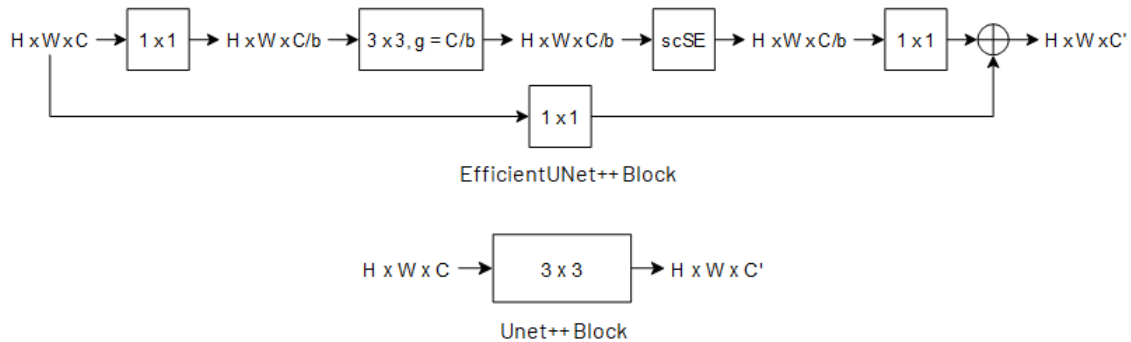 H x W x C 1 x 1 H x W x C/b 3 x 3, g = C/b H x W x C/b scSE H x W x C/b 1 x 1 H x W x C'
1 x 1
EfficientUNet++ Block
H x W x C 3 x 3 H x W x C'
Unet++ Block